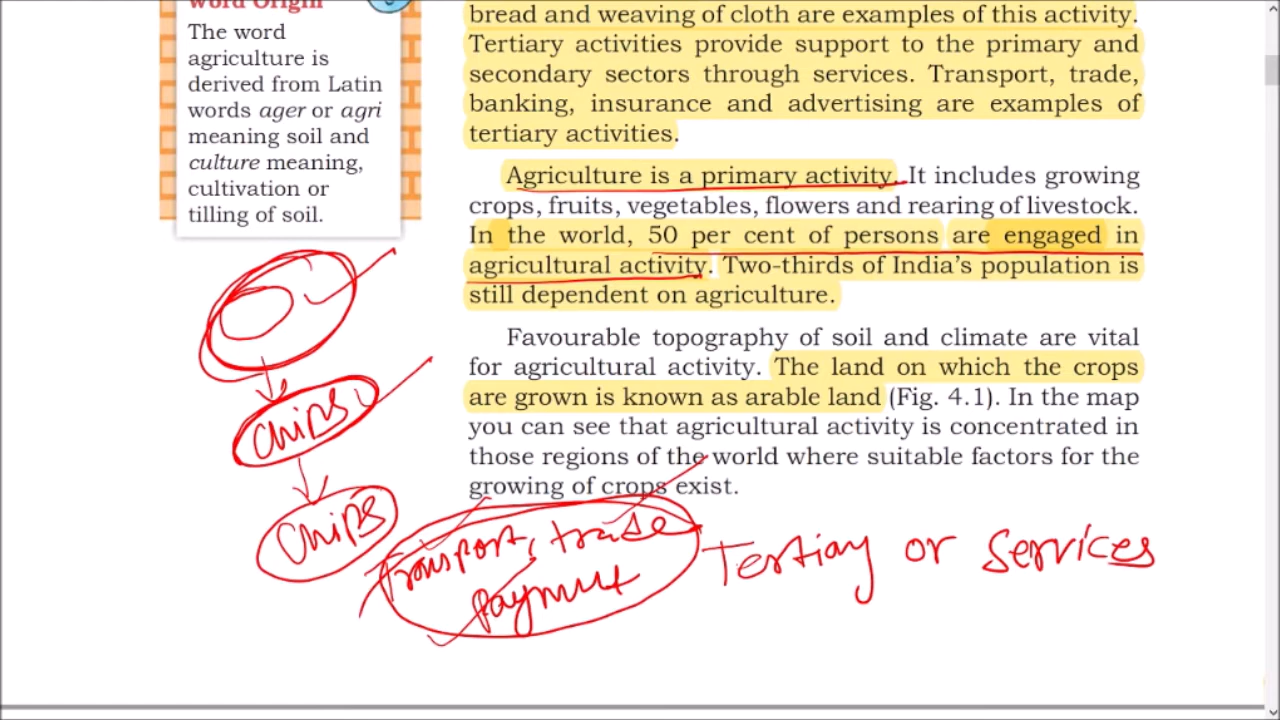 Word Origin
The word
agriculture is
derived from Latin
words ager or agri
meaning soil and
culture meaning,
cultivation or
tilling of soil.
bread and weaving of cloth are examples of this activity.
Tertiary activities provide support to the primary and
secondary sectors through services. Transport, trade,
banking, insurance and advertising are examples of
tertiary activities.
Agriculture is a primary activity. It includes growing
crops, fruits, vegetables, flowers and rearing of livestock.
In the world, 50 per cent of persons are engaged in
agricultural activity. Two-thirds of India's population is
still dependent on agriculture.
Favourable topography of soil and climate are vital
for agricultural activity. The land on which the crops
are grown is known as arable land (Fig. 4.1). In the map
you can see that agricultural activity is concentrated in
those regions of the world where suitable factors for the
growing of crops exist.
chips
chips
Transport, trade
Tertiay or services